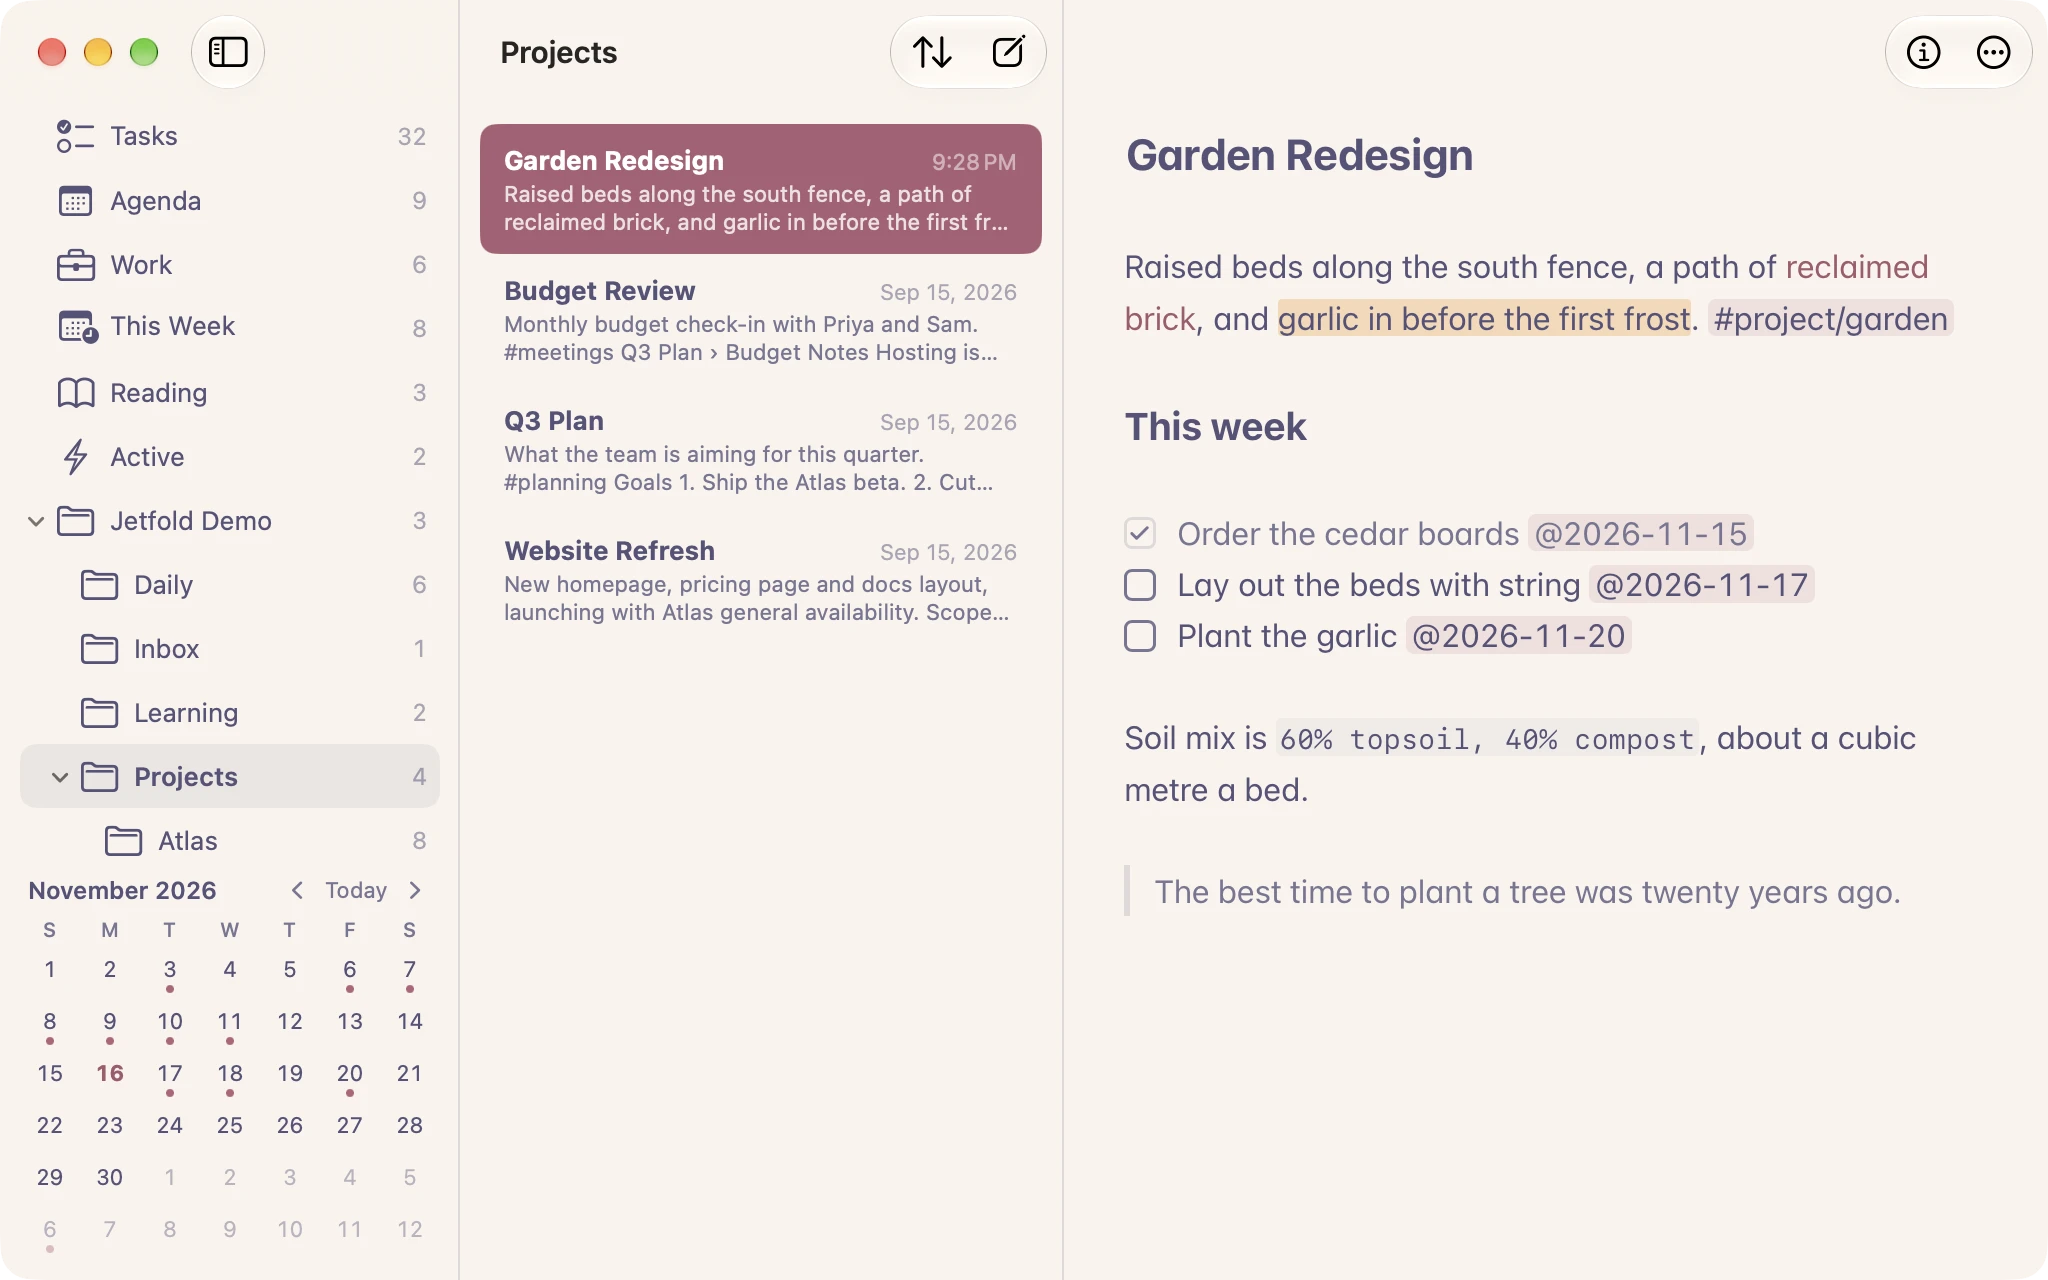 Tasks 32
Agenda 9
Work 6
This Week 8
Reading 3
Active 2
Jetfold Demo 3
Daily 6
Inbox 1
Learning 2
Projects 4
Atlas 8
November 2026 Today
S M T W T F S
1 2 3 4 5 6 7
8 9 10 11 12 13 14
15 16 17 18 19 20 21
22 23 24 25 26 27 28
29 30 1 2 3 4 5
6 7 8 9 10 11 12
Projects
Garden Redesign 9:28 PM
Raised beds along the south fence, a path of
reclaimed brick, and garlic in before the first fr…
Budget Review Sep 15, 2026
Monthly budget check-in with Priya and Sam.
#meetings Q3 Plan › Budget Notes Hosting is…
Q3 Plan Sep 15, 2026
What the team is aiming for this quarter.
#planning Goals 1. Ship the Atlas beta. 2. Cut…
Website Refresh Sep 15, 2026
New homepage, pricing page and docs layout,
launching with Atlas general availability. Scope…
Garden Redesign
Raised beds along the south fence, a path of reclaimed
brick, and garlic in before the first frost. #project/garden
This week
Order the cedar boards @2026-11-15
Lay out the beds with string @2026-11-17
Plant the garlic @2026-11-20
Soil mix is 60% topsoil, 40% compost, about a cubic
metre a bed.
The best time to plant a tree was twenty years ago.